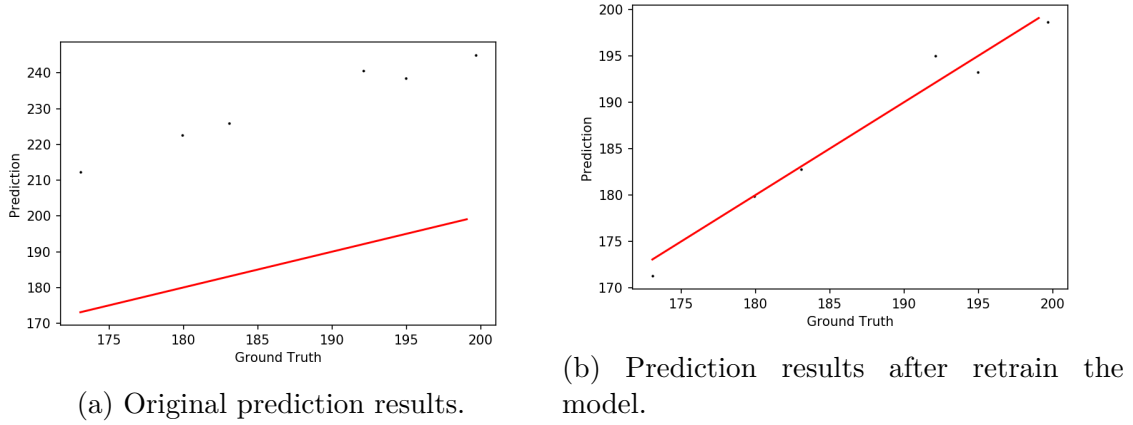 240
230
220
210
200
190
180
170
Prediction
175 180 185 190 195 200
Ground Truth
(a) Original prediction results.
200
195
190
185
180
175
170
Prediction
175 180 185 190 195 200
Ground Truth
(b) Prediction results after retrain the
model.